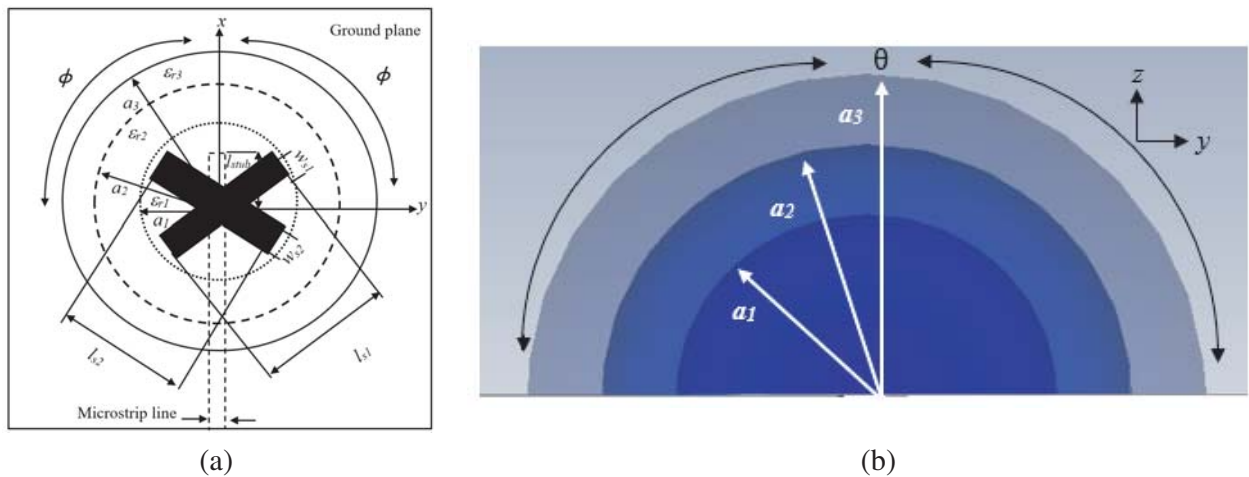 x
Ground plane
ϕ
ϕ
εr3
a3
εr2
lstub
ws1
a2
εr1
a1
y
ws2
ls2
ls1
Microstrip line
(a)
θ
z
y
a3
a2
a1
(b)